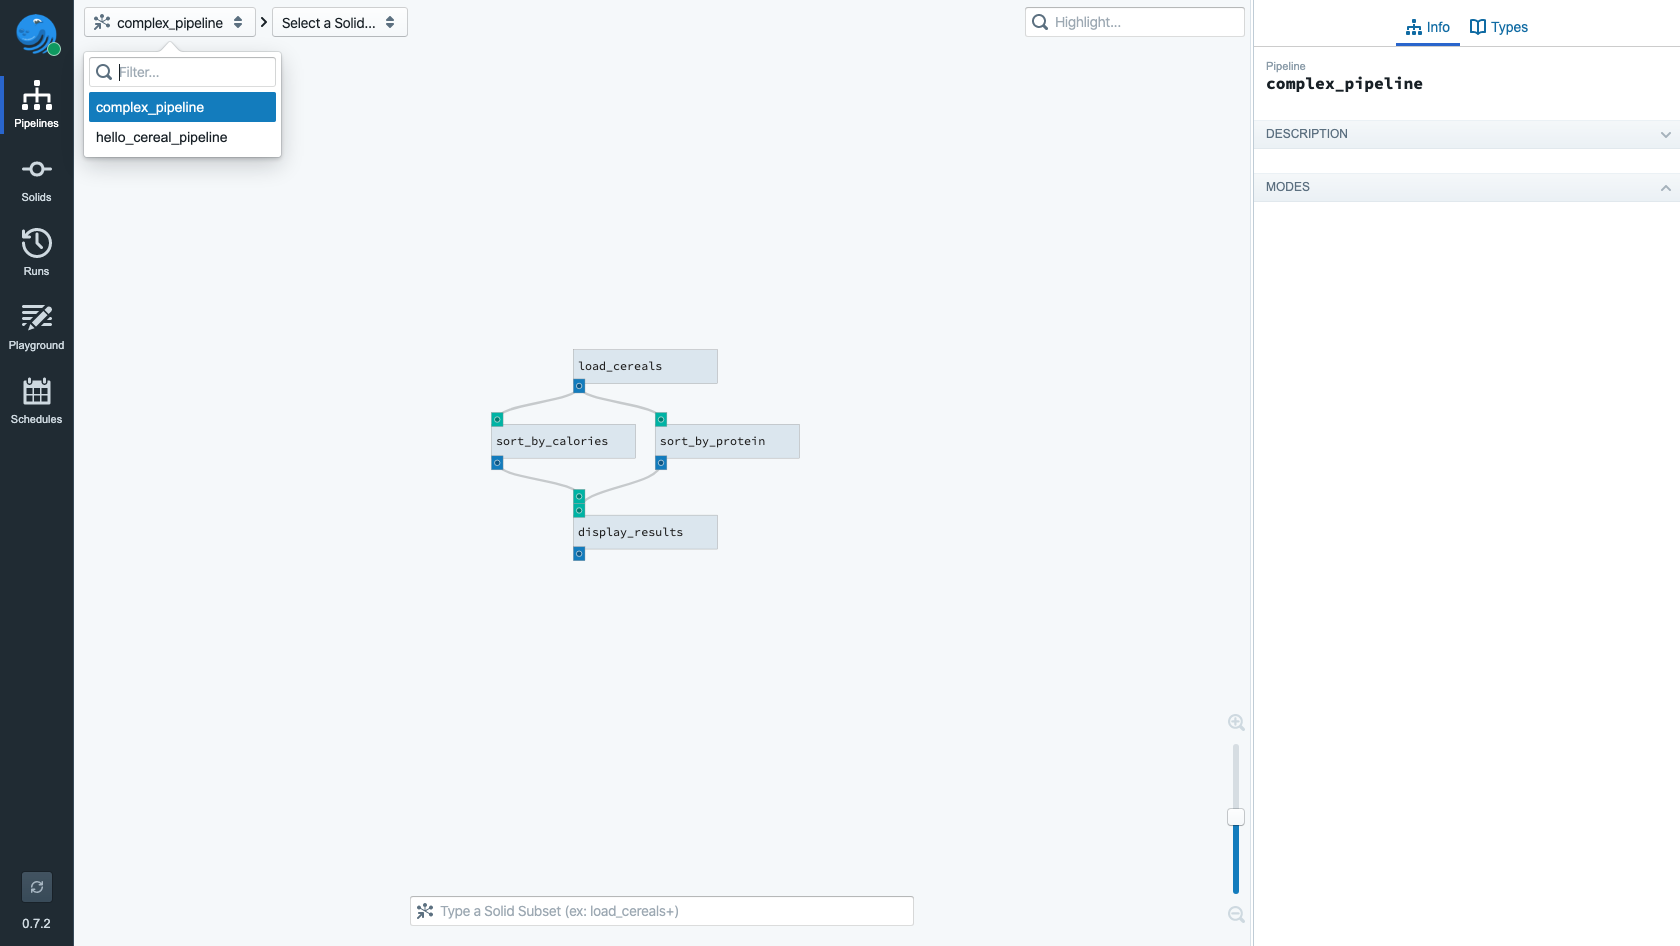 complex_pipeline
Select a Solid...
Highlight...
Filter...
complex_pipeline
hello_cereal_pipeline
Pipelines
Solids
Runs
Playground
Schedules
0.7.2
load_cereals
sort_by_calories
sort_by_protein
display_results
Type a Solid Subset (ex: load_cereals+)
Info
Types
Pipeline
complex_pipeline
DESCRIPTION
MODES